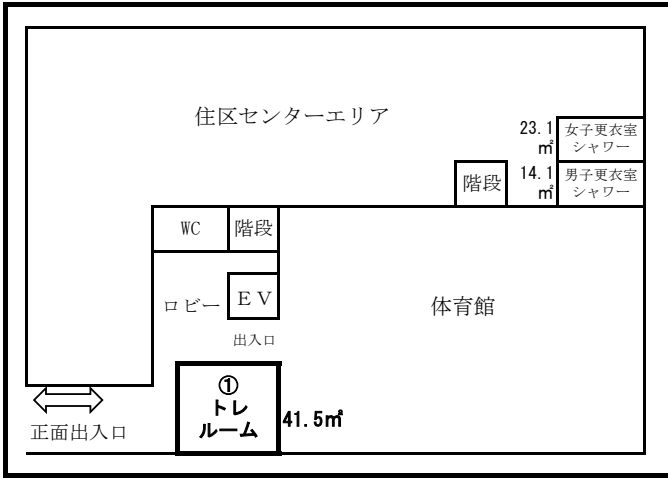 住区センターエリア
23.1
㎡
女子更衣室
シャワー
階段
14.1
㎡
男子更衣室
シャワー
WC
階段
ロビー
EV
体育館
出入口
①
トレ
ルーム
41.5㎡
正面出入口